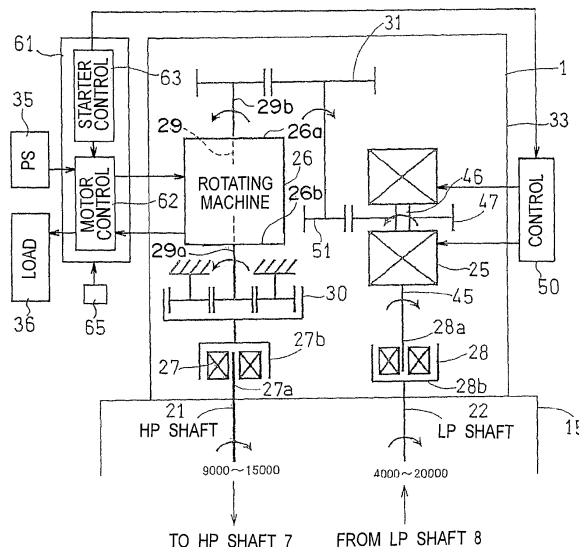 61
31
STARTER CONTROL
63
1
35
29b
33
29
26a
PS
26
46
MOTOR CONTROL
ROTATING MACHINE
26b
47
CONTROL
62
51
LOAD
29a
25
50
30
45
36
65
28a
27b
27
28
27a
28b
21
22
15
HP SHAFT
LP SHAFT
9000~15000
4000~20000
TO HP SHAFT 7
FROM LP SHAFT 8